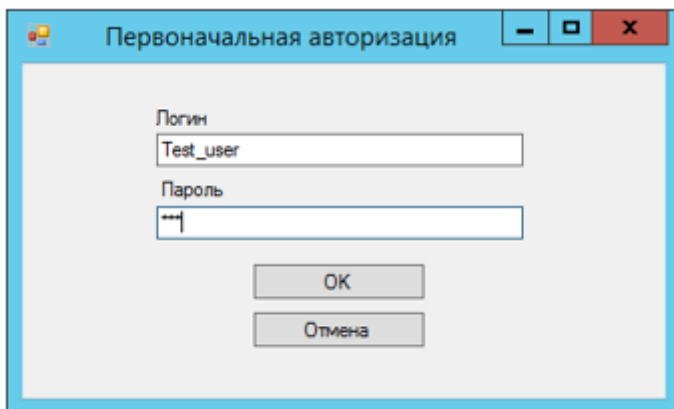 Первоначальная авторизация
Логин
Test_user
Пароль
***
OK
Отмена